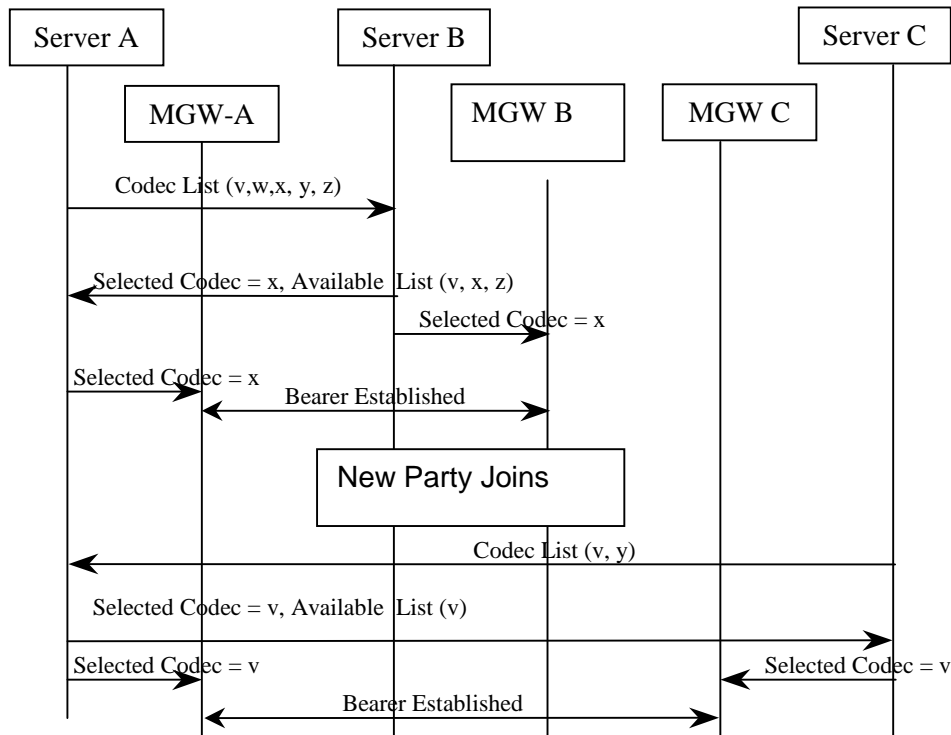 Server A
Server B
Server C
MGW-A
MGW B
MGW C
Codec List (v,w,x, y, z)
Selected Codec = x, Available List (v, x, z)
Selected Codec = x
Selected Codec = x
Bearer Established
New Party Joins
Codec List (v, y)
Selected Codec = v, Available List (v)
Selected Codec = v
Selected Codec = v
Bearer Established